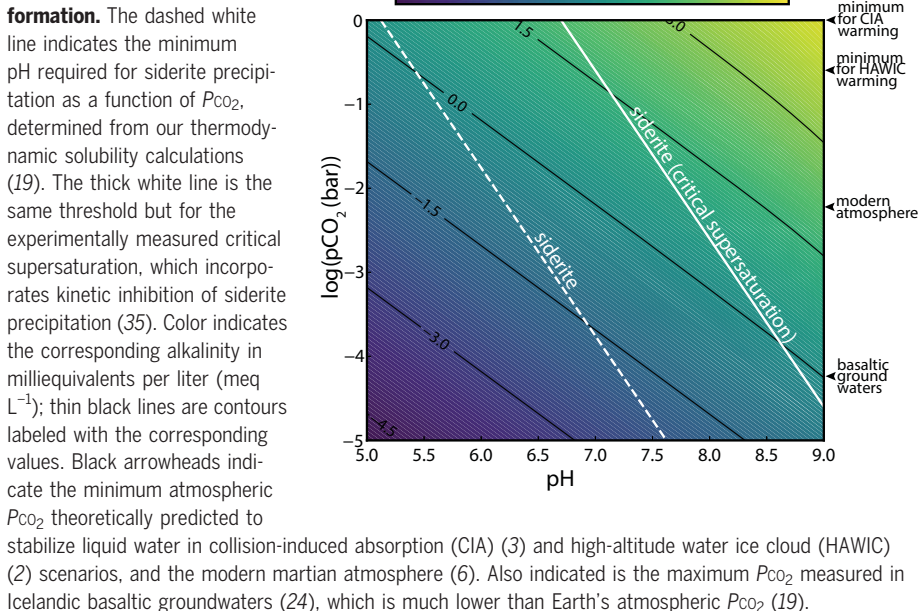 formation. The dashed white
line indicates the minimum
pH required for siderite precipi-
tation as a function of PCO2,
determined from our thermody-
namic solubility calculations
(19). The thick white line is the
same threshold but for the
experimentally measured critical
supersaturation, which incorpo-
rates kinetic inhibition of siderite
precipitation (35). Color indicates
the corresponding alkalinity in
milliequivalents per liter (meq
L−1); thin black lines are contours
labeled with the corresponding
values. Black arrowheads indi-
cate the minimum atmospheric
PCO2 theoretically predicted to
stabilize liquid water in collision-induced absorption (CIA) (3) and high-altitude water ice cloud (HAWIC)
(2) scenarios, and the modern martian atmosphere (6). Also indicated is the maximum PCO2 measured in
Icelandic basaltic groundwaters (24), which is much lower than Earth's atmospheric PCO2 (19).
log(pCO2(bar))
0
−1
−2
−3
−4
−5
5.0 5.5 6.0 6.5 7.0 7.5 8.0 8.5 9.0
pH
1.5
0.0
−1.5
−3.0
siderite
siderite (critical supersaturation)
minimum
for CIA
warming
minimum
for HAWIC
warming
modern
atmosphere
basaltic
ground
waters